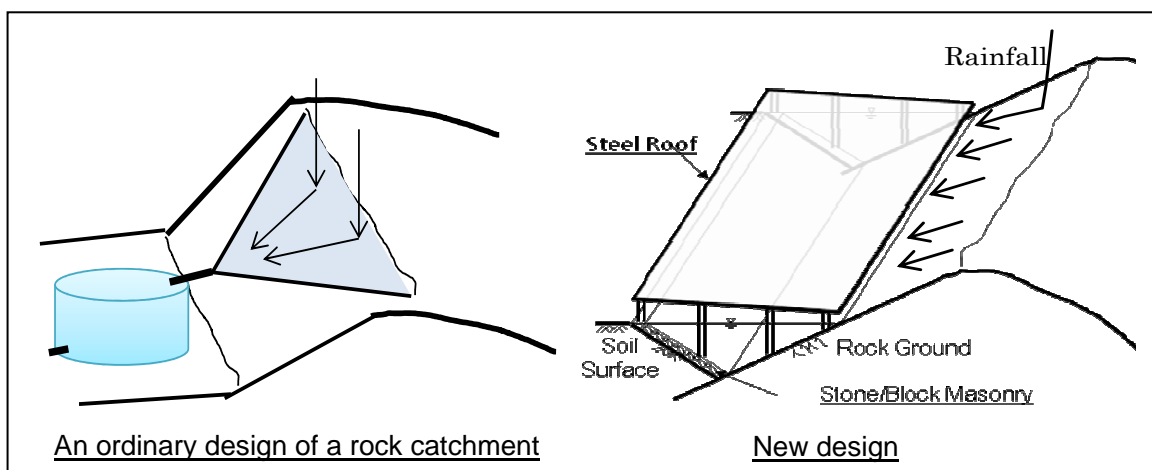 Rainfall
Steel Roof
Soil
Surface
Rock Ground
Stone/Block Masonry
An ordinary design of a rock catchment
New design